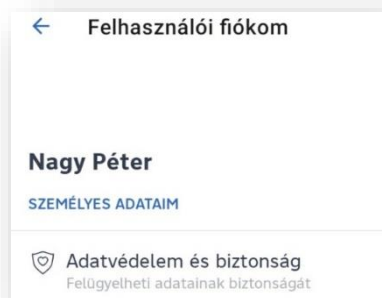 Felhasználói fiókom
Nagy Péter
SZEMÉLYES ADATAIM
Adatvédelem és biztonság
Felügyelheti adatainak biztonságát